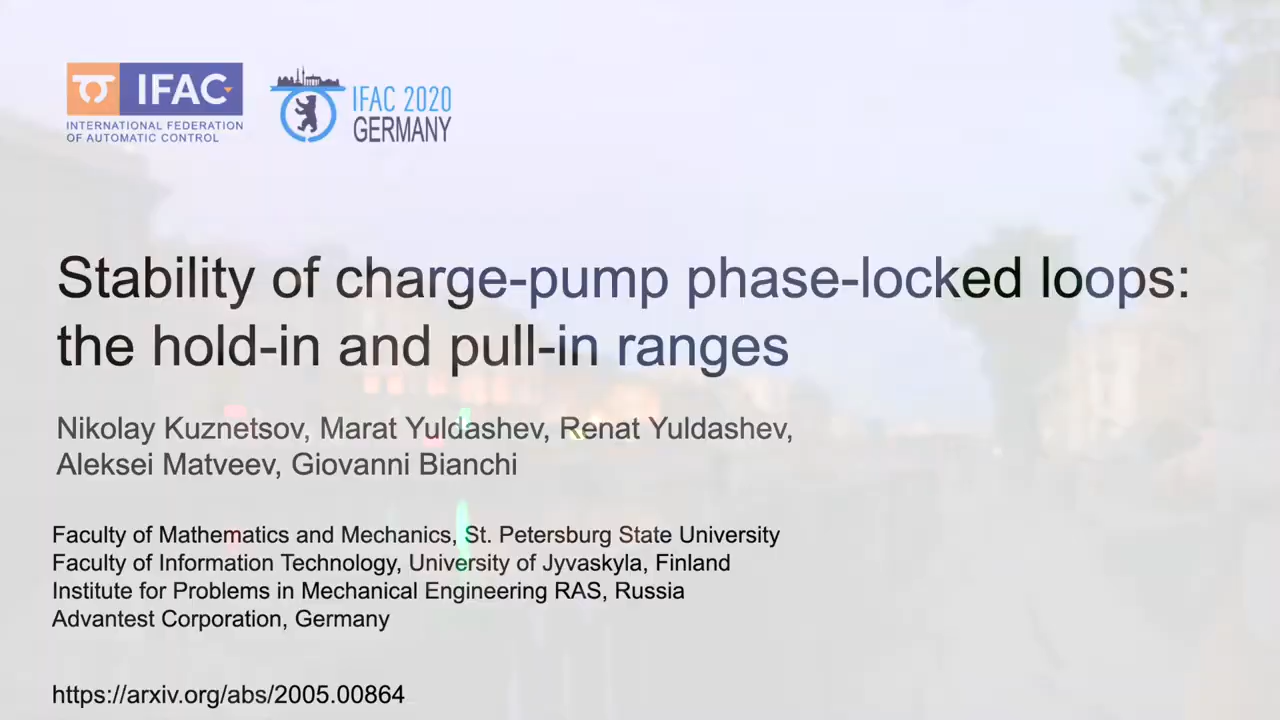 IFAC
INTERNATIONAL FEDERATION
OF AUTOMATIC CONTROL
IFAC 2020
GERMANY
Stability of charge-pump phase-locked loops:
the hold-in and pull-in ranges
Nikolay Kuznetsov, Marat Yuldashev, Renat Yuldashev,
Aleksei Matveev, Giovanni Bianchi
Faculty of Mathematics and Mechanics, St. Petersburg State University
Faculty of Information Technology, University of Jyvaskyla, Finland
Institute for Problems in Mechanical Engineering RAS, Russia
Advantest Corporation, Germany
https://arxiv.org/abs/2005.00864